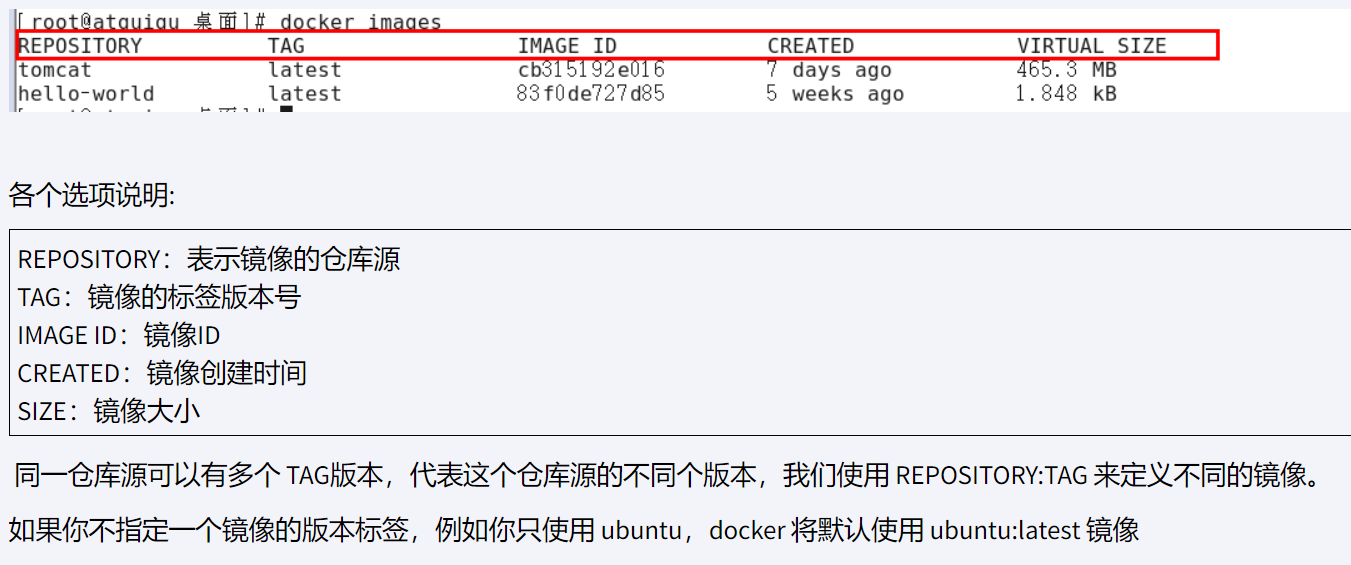 [root@atguigu 桌面]# docker images
REPOSITORY TAG IMAGE ID CREATED VIRTUAL SIZE
tomcat latest cb315192e016 7 days ago 465.3 MB
hello-world latest 83f0de727d85 5 weeks ago 1.848 kB
[root@atguigu 桌面]#
各个选项说明:
REPOSITORY：表示镜像的仓库源
TAG：镜像的标签版本号
IMAGE ID：镜像ID
CREATED：镜像创建时间
SIZE：镜像大小
同一仓库源可以有多个 TAG版本，代表这个仓库源的不同个版本，我们使用 REPOSITORY:TAG 来定义不同的镜像。
如果你不指定一个镜像的版本标签，例如你只使用 ubuntu，docker 将默认使用 ubuntu:latest 镜像